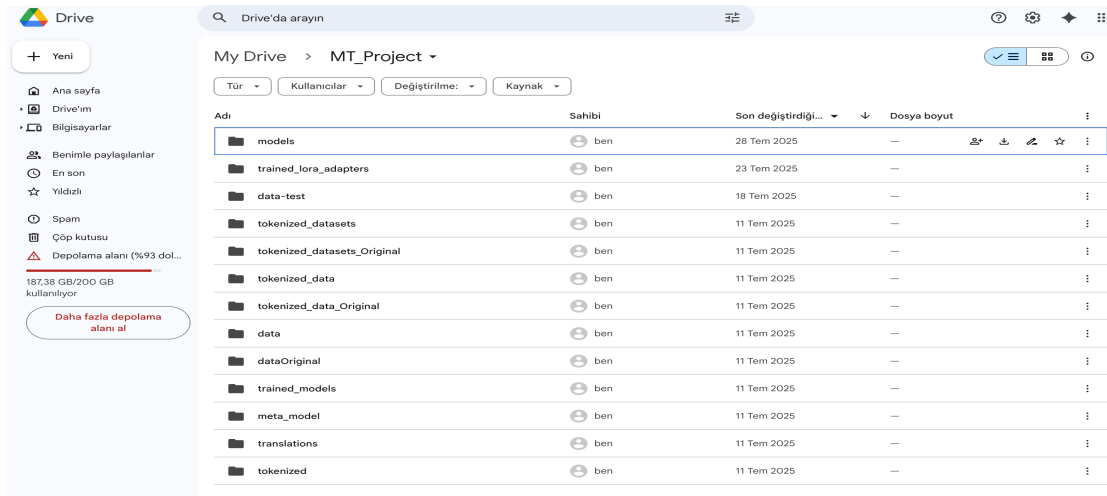 Drive
Drive'da arayın
Yeni
My Drive > MT_Project
Ana sayfa
Drive'ım
Bilgisayarlar
Benimle paylaşılanlar
En son
Yıldızlı
Spam
Çöp kutusu
Depolama alanı (%93 dol...
187,38 GB/200 GB
kullanılıyor
Daha fazla depolama
alanı al
Tür Kullanıcılar Değiştirilme: Kaynak
Adı Sahibi Son değiştirdiği... Dosya boyut
models ben 28 Tem 2025 —
trained_lora_adapters ben 23 Tem 2025 —
data-test ben 18 Tem 2025 —
tokenized_datasets ben 11 Tem 2025 —
tokenized_datasets_Original ben 11 Tem 2025 —
tokenized_data ben 11 Tem 2025 —
tokenized_data_Original ben 11 Tem 2025 —
data ben 11 Tem 2025 —
dataOriginal ben 11 Tem 2025 —
trained_models ben 11 Tem 2025 —
meta_model ben 11 Tem 2025 —
translations ben 11 Tem 2025 —
tokenized ben 11 Tem 2025 —